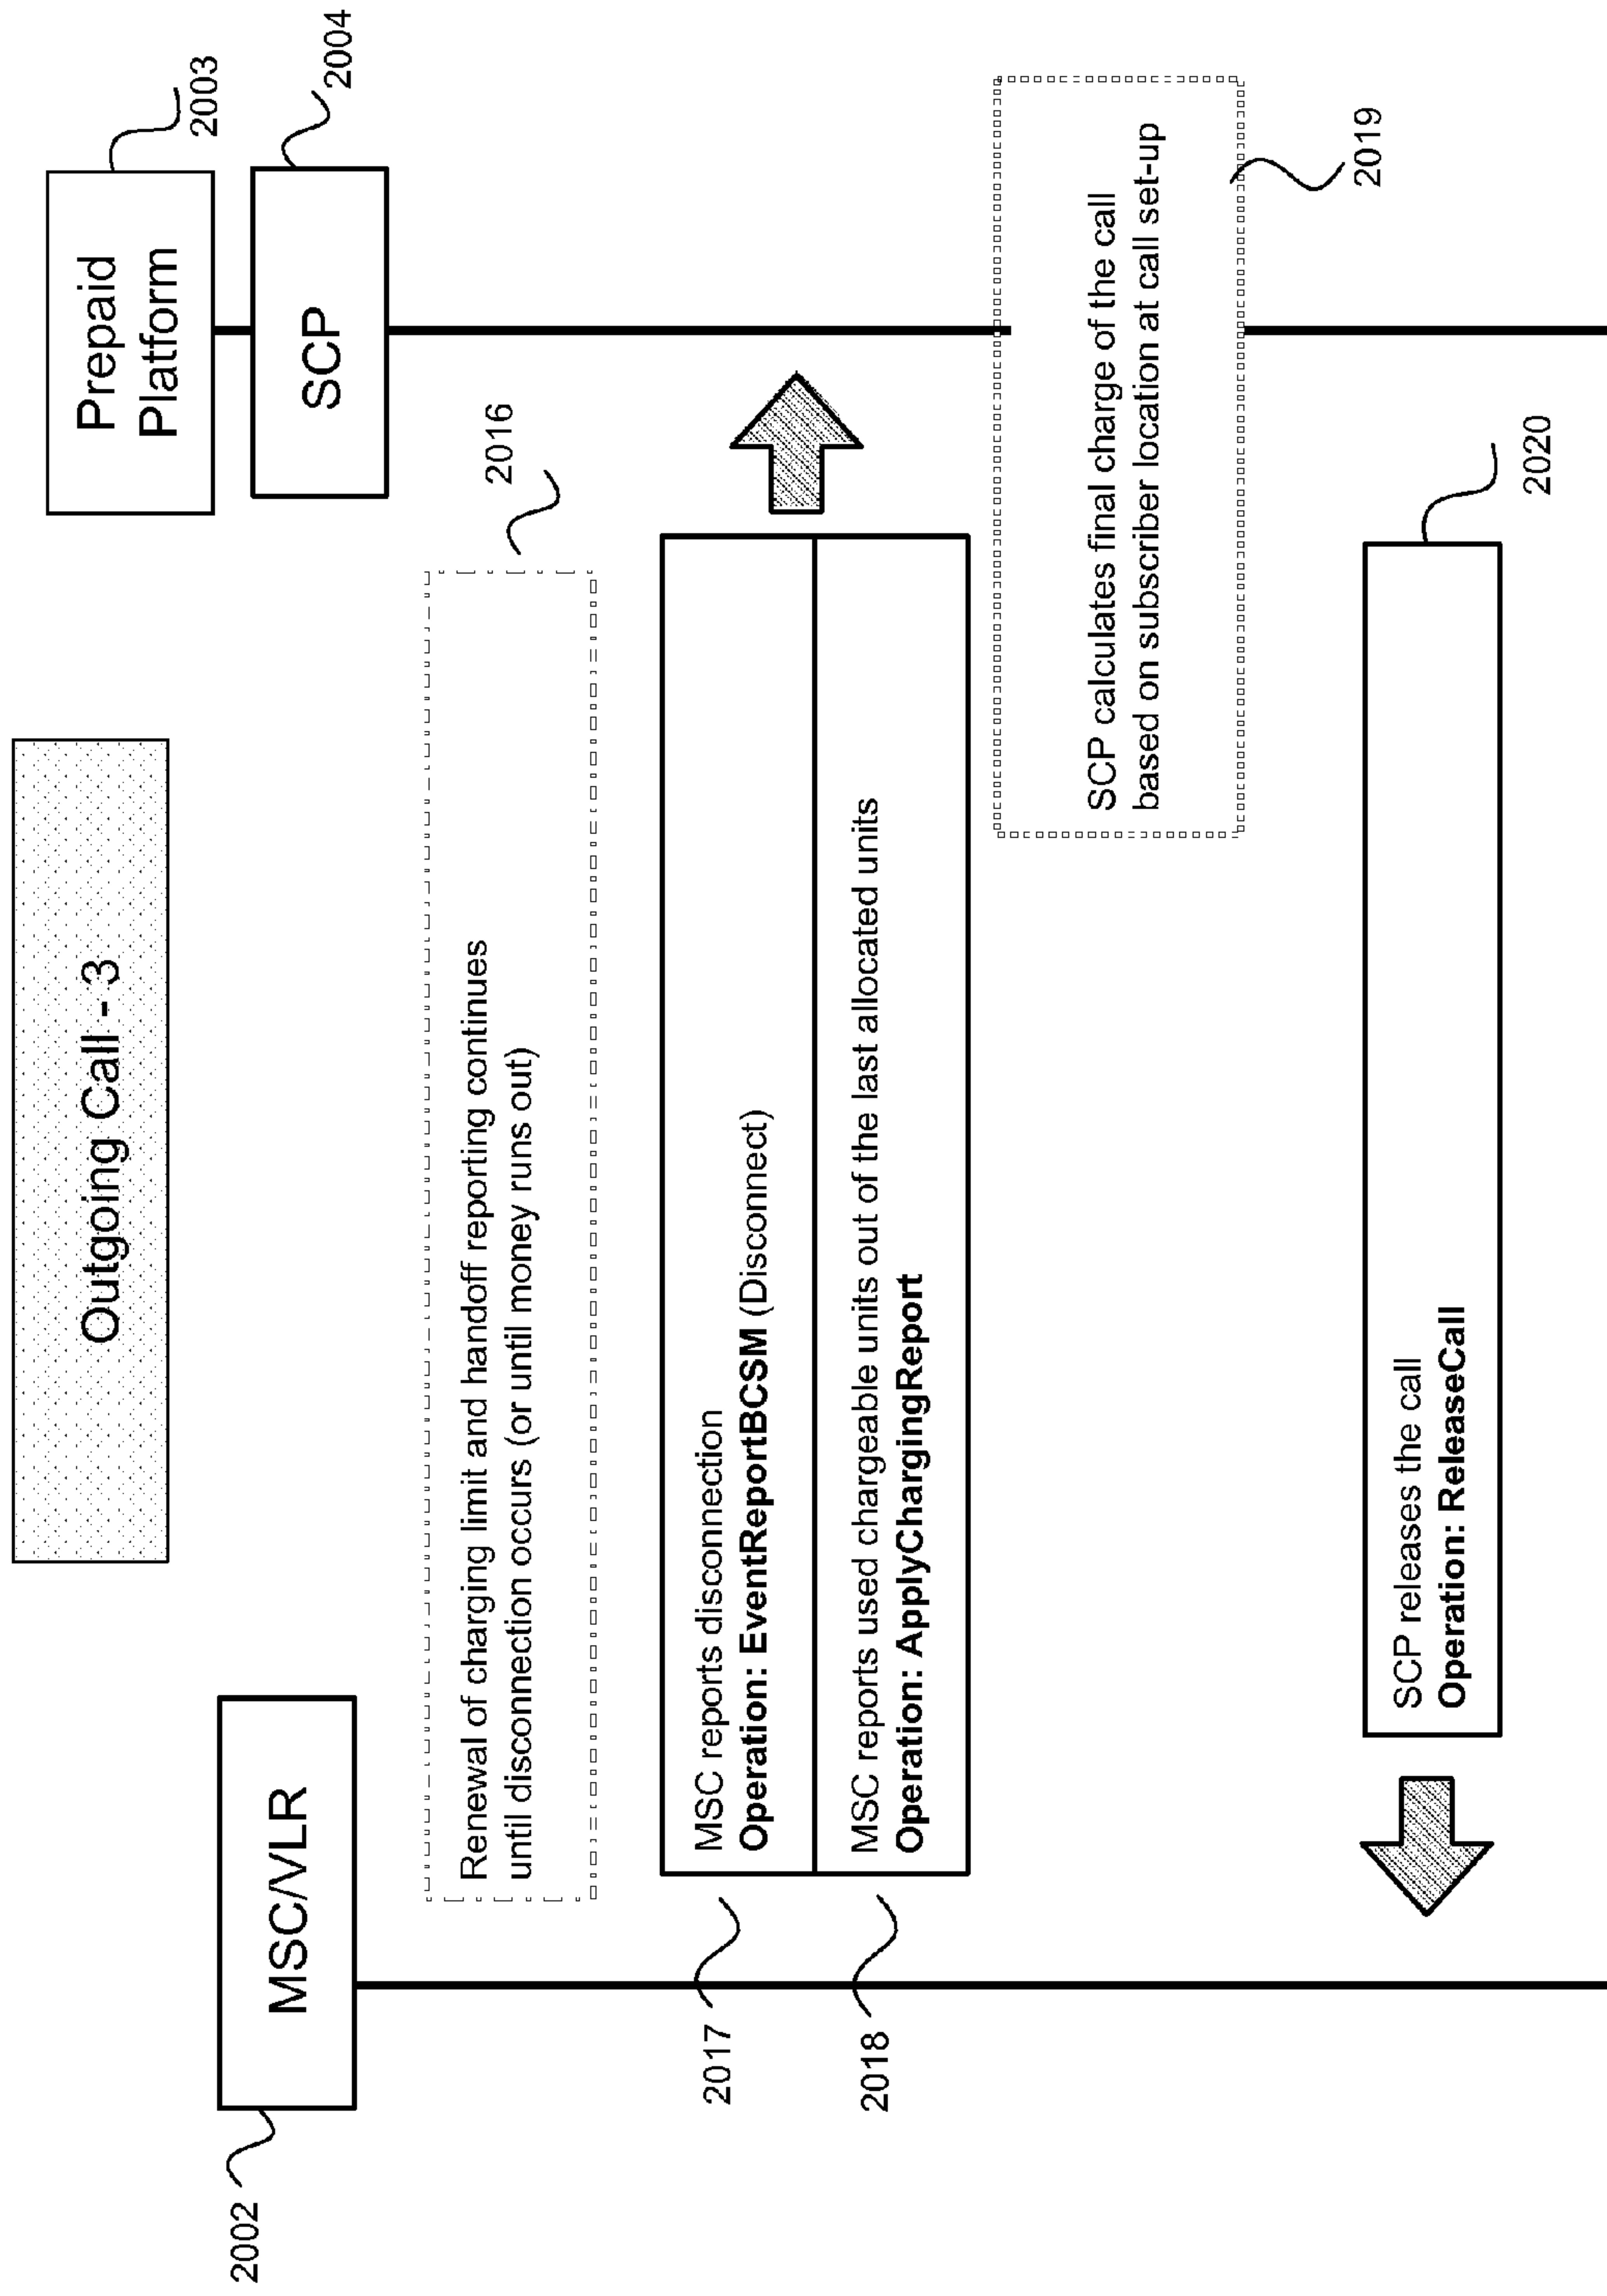 Outgoing Call - 3
2002
MSC/VLR
Prepaid
Platform
2003
SCP
2004
2016
Renewal of charging limit and handoff reporting continues
until disconnection occurs (or until money runs out)
2017
MSC reports disconnection
Operation: EventReportBCSM (Disconnect)
2018
MSC reports used chargeable units out of the last allocated units
Operation: ApplyChargingReport
SCP calculates final charge of the call
based on subscriber location at call set-up
2019
SCP releases the call
Operation: ReleaseCall
2020